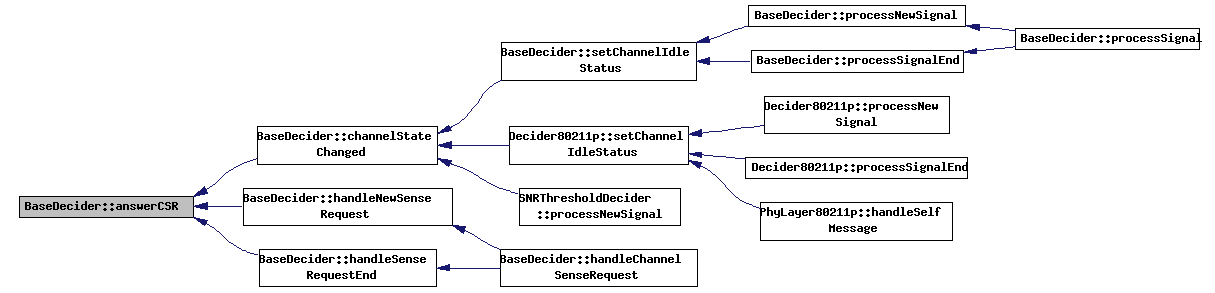 BaseDecider::processNewSignal
BaseDecider::processSignal
BaseDecider::setChannelIdle
Status
BaseDecider::processSignalEnd
Decider80211p::processNew
Signal
BaseDecider::channelState
Changed
Decider80211p::setChannel
IdleStatus
Decider80211p::processSignalEnd
BaseDecider::answerCSR
BaseDecider::handleNewSense
Request
SNRThresholdDecider
::processNewSignal
PhyLayer80211p::handleSelf
Message
BaseDecider::handleSense
RequestEnd
BaseDecider::handleChannel
SenseRequest